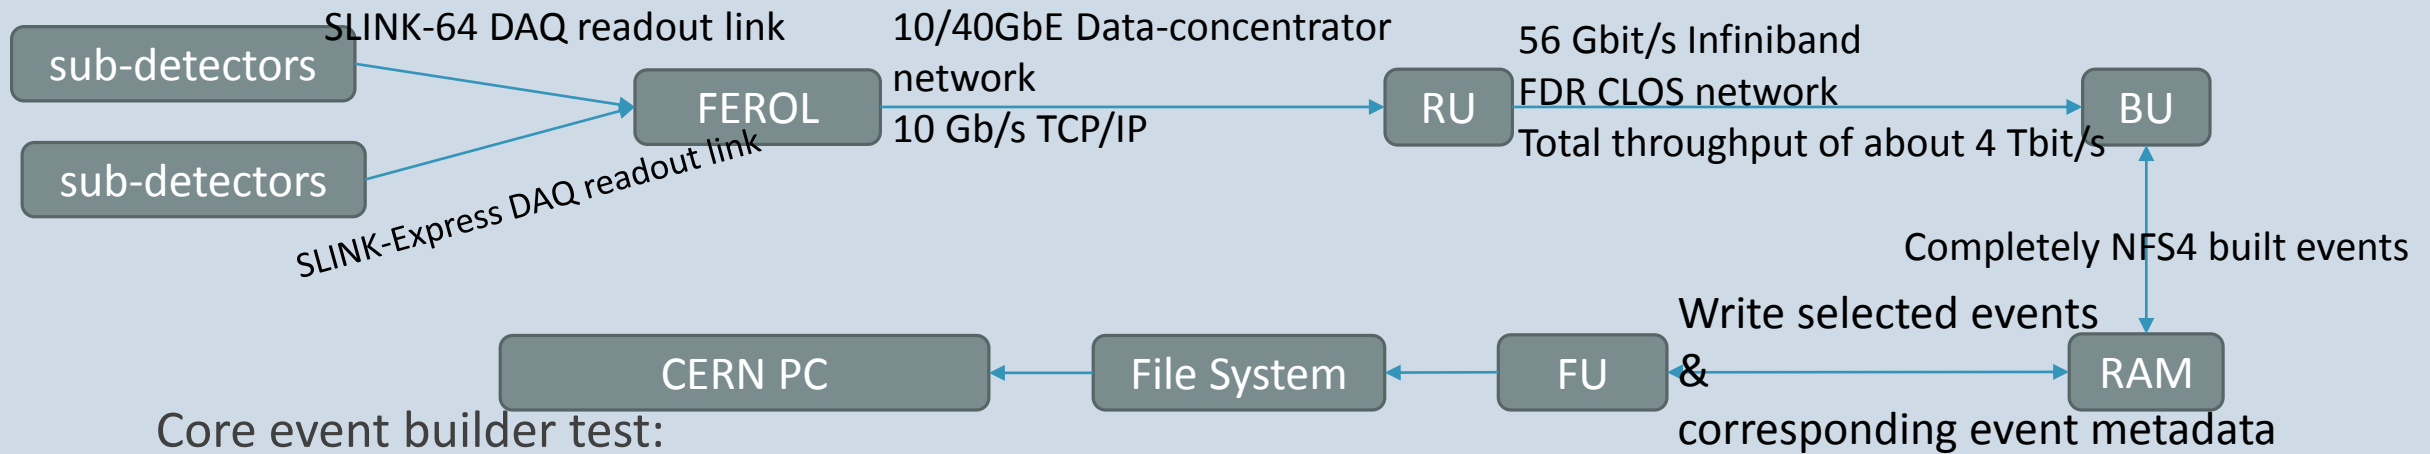 SLINK-64 DAQ readout link
sub-detectors
sub-detectors
SLINK-Express DAQ readout link
FEROL
10/40GbE Data-concentrator
network
10 Gb/s TCP/IP
RU
56 Gbit/s Infiniband
FDR CLOS network
Total throughput of about 4 Tbit/s
BU
Completely NFS4 built events
CERN PC
File System
FU
Write selected events
&
corresponding event metadata
RAM
Core event builder test: